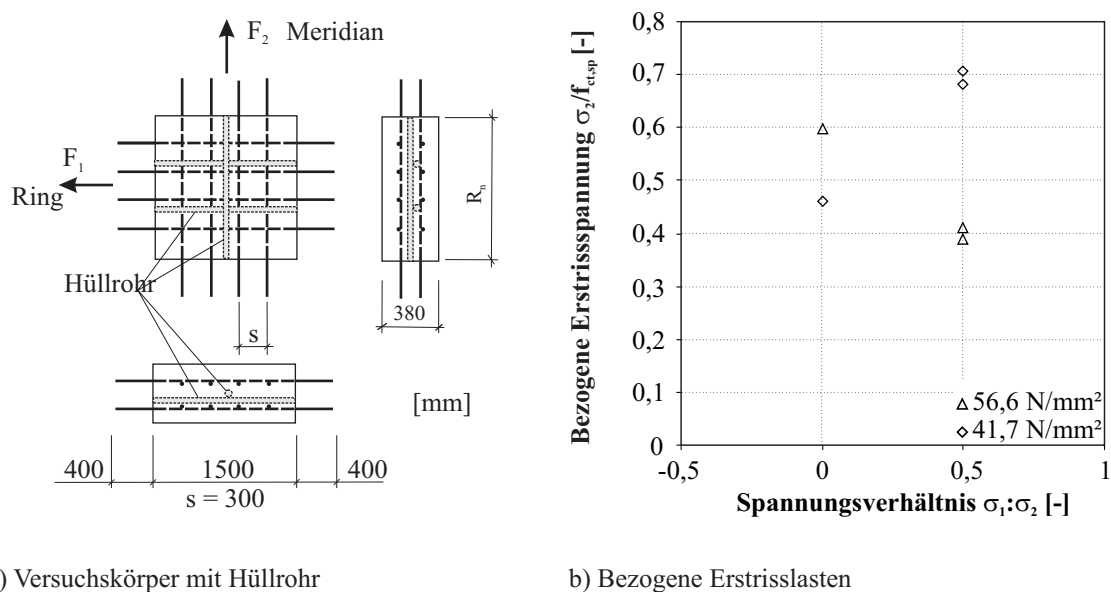 F₂ Meridian
F₁
Ring
Rₙ
Hüllrohr
380
s
[mm]
400 1500 400
s = 300
) Versuchskörper mit Hüllrohr
Bezogene Erstrissspannung σ₂/f_ct,sp [-]
0,8
0,7
0,6
0,5
0,4
0,3
0,2
0,1
0
-0,5 0 0,5 1
56,6 N/mm²
41,7 N/mm²
Spannungsverhältnis σ₁:σ₂ [-]
b) Bezogene Erstrisslasten